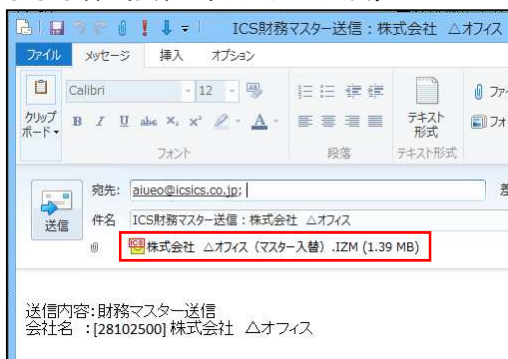 ICS財務マスター送信：株式会社　△オフィス
ファイル メッセージ 挿入 オプション
Calibri 12
クリップ
ボード
B I U abc X₂ X² A
テキスト
形式
フォント 段落 テキスト形式
宛先: aiueo@icsics.co.jp;
送信
件名 ICS財務マスター送信：株式会社　△オフィス
株式会社　△オフィス（マスター入替）.IZM (1.39 MB)
送信内容：財務マスター送信
会社名　：[28102500] 株式会社　△オフィス